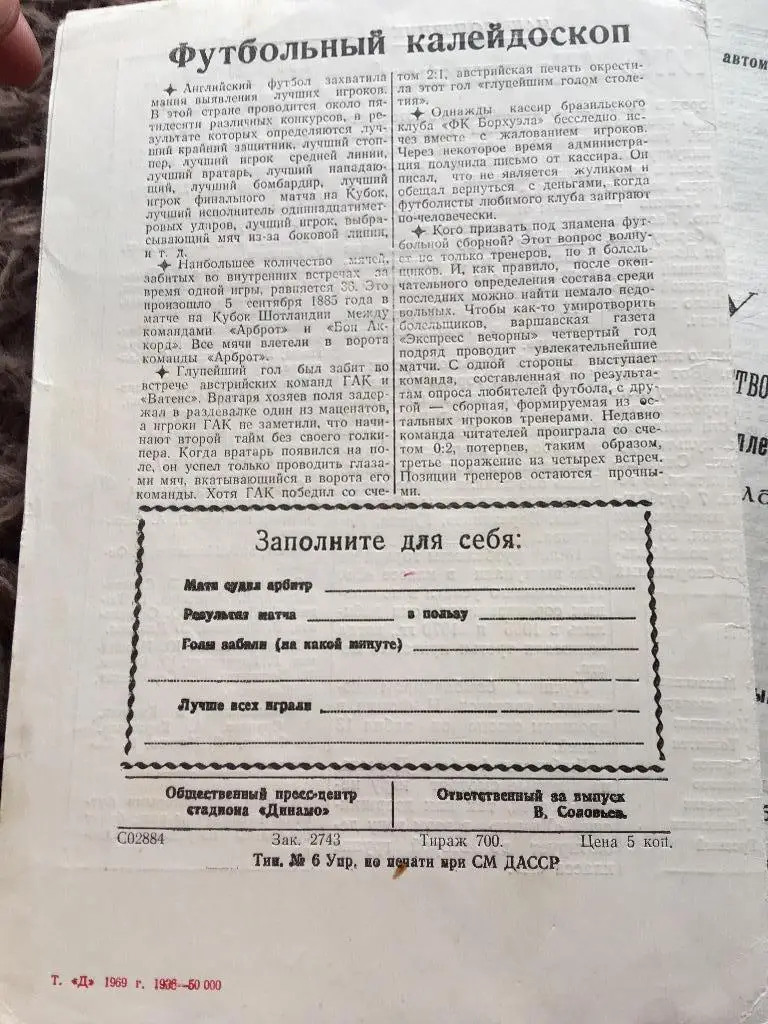 Футбольный калейдоскоп
✦ Английский футбол захватила
мания выявления лучших игроков.
В этой стране проводится около пя-
тидесяти различных конкурсов, в ре-
зультате которых определяются луч-
ший крайний защитник, лучший стоп-
пер, лучший игрок средней линии,
лучший вратарь, лучший нападаю-
щий, лучший бомбардир, лучший
игрок финального матча на Кубок,
лучший исполнитель одиннадцатимет-
ровых ударов, лучший игрок, выбра-
сывающий мяч из-за боковой линии,
и т. д.
✦ Наибольшее количество мячей,
забитых во внутренних встречах за
время одной игры, равняется 36. Это
произошло 5 сентября 1885 года в
матче на Кубок Шотландии между
командами «Арброт» и «Бон Ак-
корд». Все мячи влетели в ворота
команды «Арброт».
✦ Глупейший гол был забит во
встрече австрийских команд ГАК и
«Ватенс». Вратаря хозяев поля задер-
жал в раздевалке один из меценатов,
а игроки ГАК не заметили, что начи-
нают второй тайм без своего голки-
пера. Когда вратарь появился на по-
ле, он успел только проводить глаза-
ми мяч, вкатывающийся в ворота его
команды. Хотя ГАК победил со сче-
том 2:1, австрийская печать окрести-
ла этот гол «глупейшим голом столе-
тия».
✦ Однажды кассир бразильского
клуба «ФК Борхуэла» бесследно ис-
чез вместе с жалованием игроков.
Через некоторое время администра-
ция получила письмо от кассира. Он
писал, что не является жуликом и
обещал вернуться с деньгами, когда
футболисты любимого клуба заиграют
по-человечески.
✦ Кого призвать под знамена фут-
больной сборной? Этот вопрос волну-
ет не только тренеров, но и болель-
щиков. И, как правило, после окон-
чательного определения состава среди
последних можно найти немало недо-
вольных. Чтобы как-то умиротворить
болельщиков, варшавская газета
«Экспресс вечорны» четвертый год
подряд проводит увлекательнейшие
матчи. С одной стороны выступает
команда, составленная по результа-
там опроса любителей футбола, с дру-
гой — сборная, формируемая из ос-
тальных игроков тренерами. Недавно
команда читателей проиграла со сче-
том 0:2, потерпев, таким образом,
третье поражение из четырех встреч.
Позиции тренеров остаются прочны-
ми.
Заполните для себя:
Матч судил арбитр
Результат матча в пользу
Голы забили (на какой минуте)
Лучше всех играли
Общественный пресс-центр
стадиона «Динамо»
Ответственный за выпуск
В. Соловьев.
С02884 Зак. 2743 Тираж 700. Цена 5 коп.
Тип. № 6 Упр. по печати при СМ ДАССР
Т. «Д» 1969 г. 1936—50 000
автом